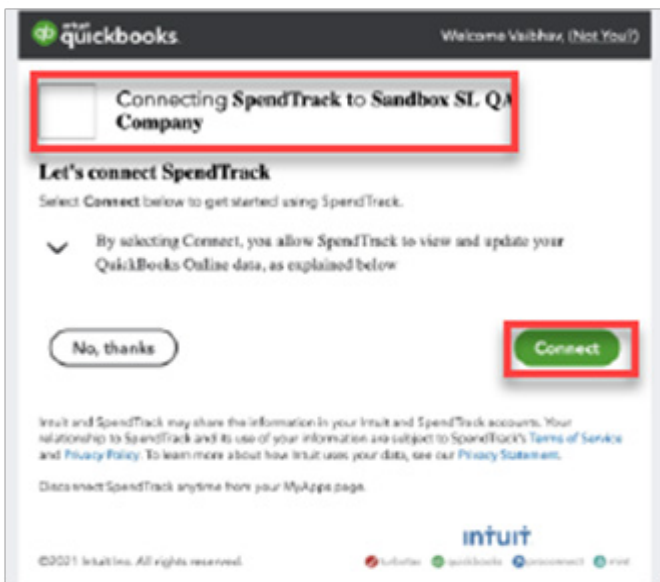 intuit
quickbooks.
Welcome Vaibhav, (Not You?)
Connecting SpendTrack to Sandbox SL QA
Company
Let's connect SpendTrack
Select Connect below to get started using SpendTrack.
By selecting Connect, you allow SpendTrack to view and update your
QuickBooks Online data, as explained below
No, thanks
Connect
Intuit and SpendTrack may share the information in your Intuit and SpendTrack accounts. Your
relationship to SpendTrack and its use of your information are subject to SpendTrack's Terms of Service
and Privacy Policy. To learn more about how Intuit uses your data, see our Privacy Statement.
Disconnect SpendTrack anytime from your MyApps page.
intuit
©2021 Intuit Inc. All rights reserved.
turbotax quickbooks proconnect mint